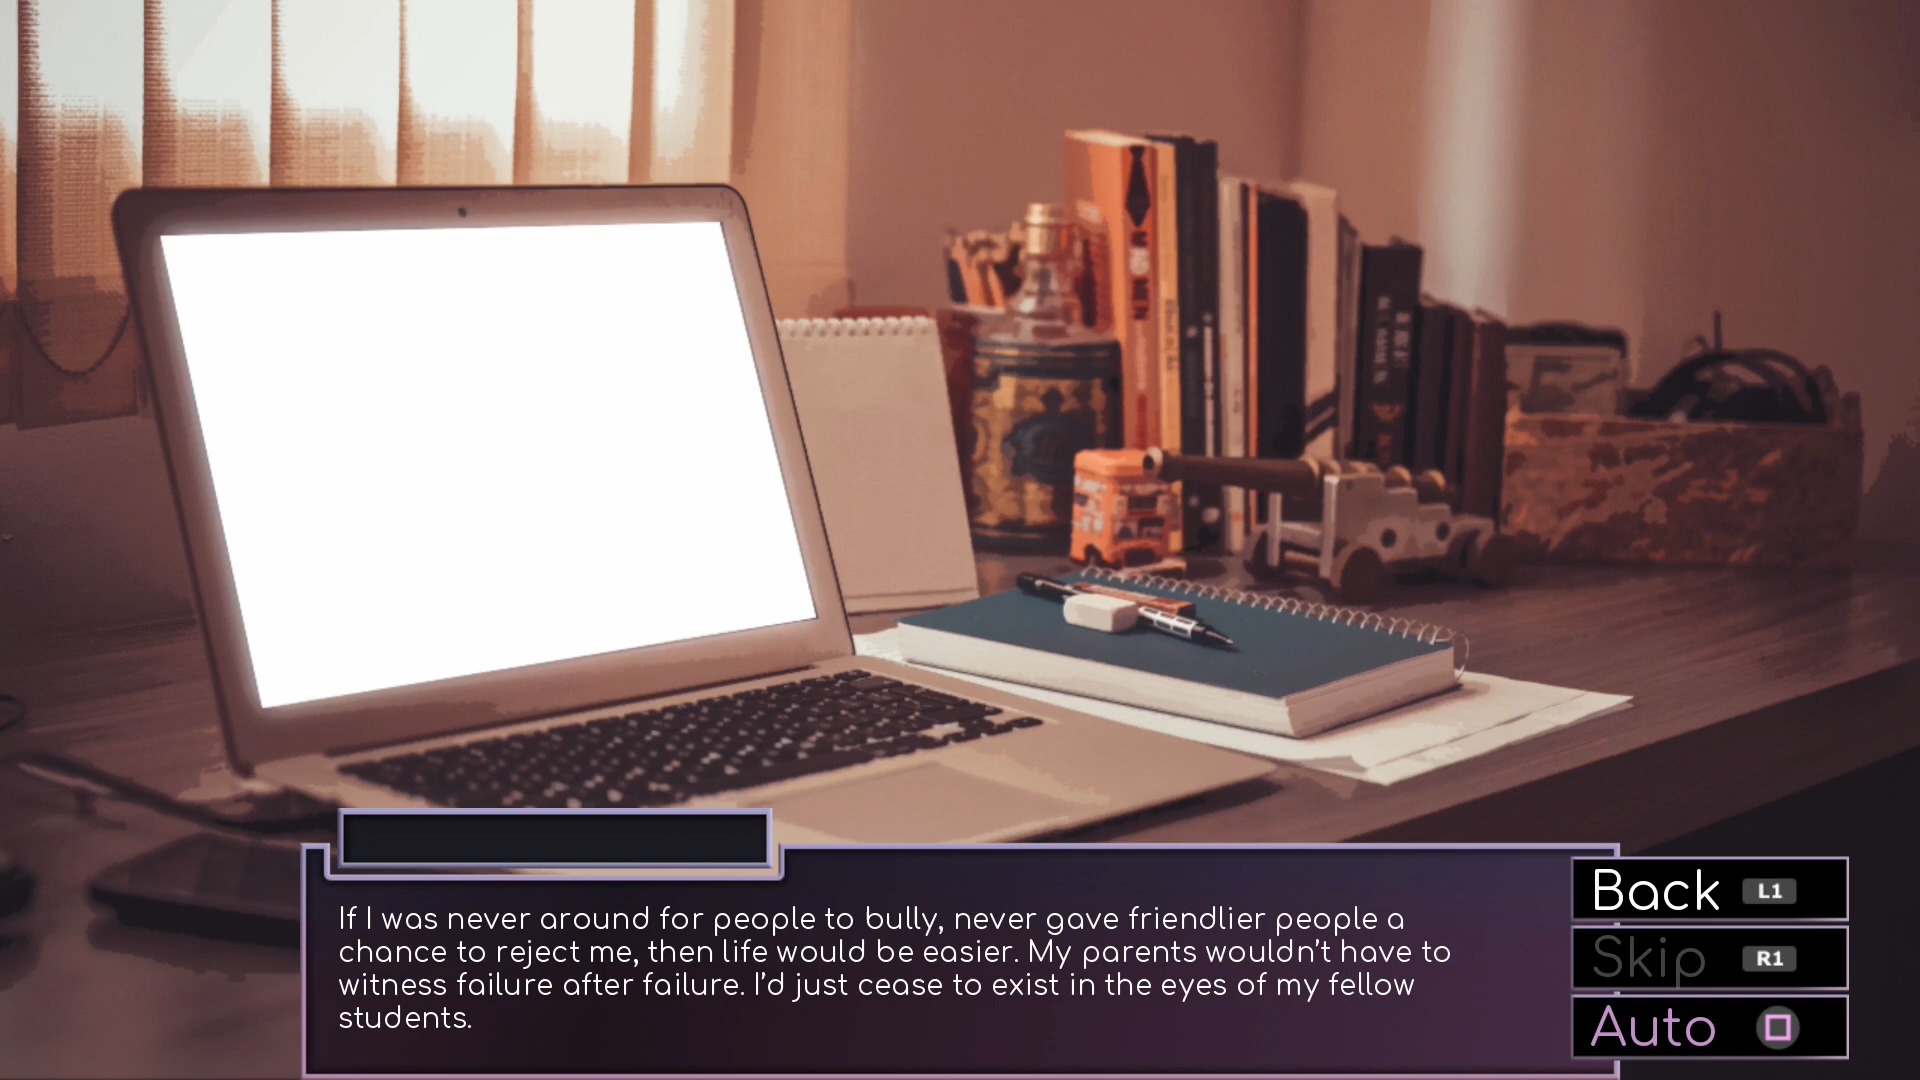 If I was never around for people to bully, never gave friendlier people a
chance to reject me, then life would be easier. My parents wouldn't have to
witness failure after failure. I'd just cease to exist in the eyes of my fellow
students.
Back L1
Skip R1
Auto